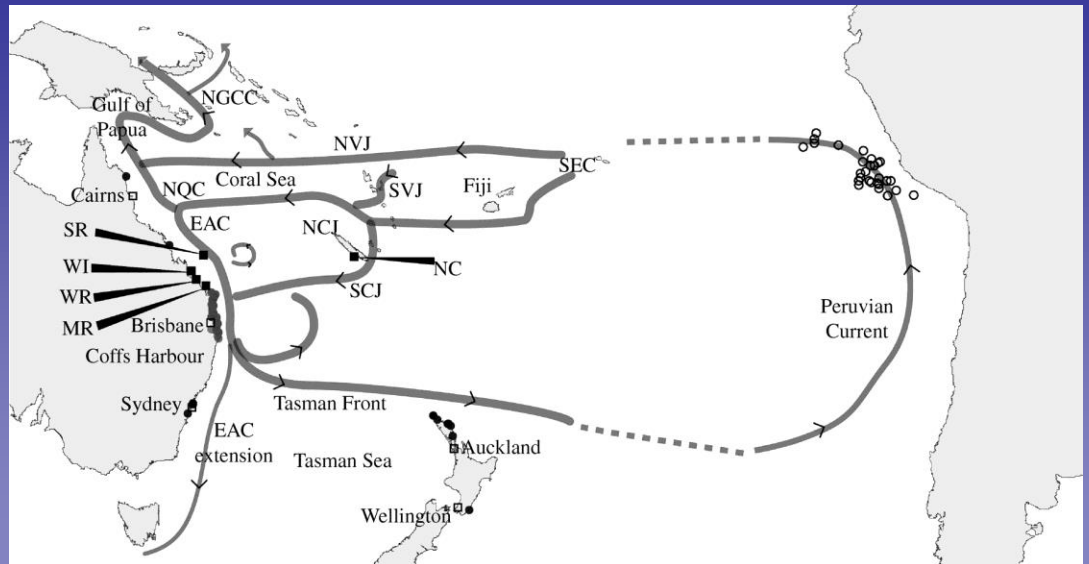 NGCC
Gulf of
Papua
NVJ
SEC
Coral Sea
SVJ
Fiji
Cairns
NQC
EAC
NCJ
SR
WI
NC
WR
SCJ
MR
Brisbane
Peruvian
Current
Coffs Harbour
Sydney
Tasman Front
EAC
extension
Tasman Sea
Auckland
Wellington